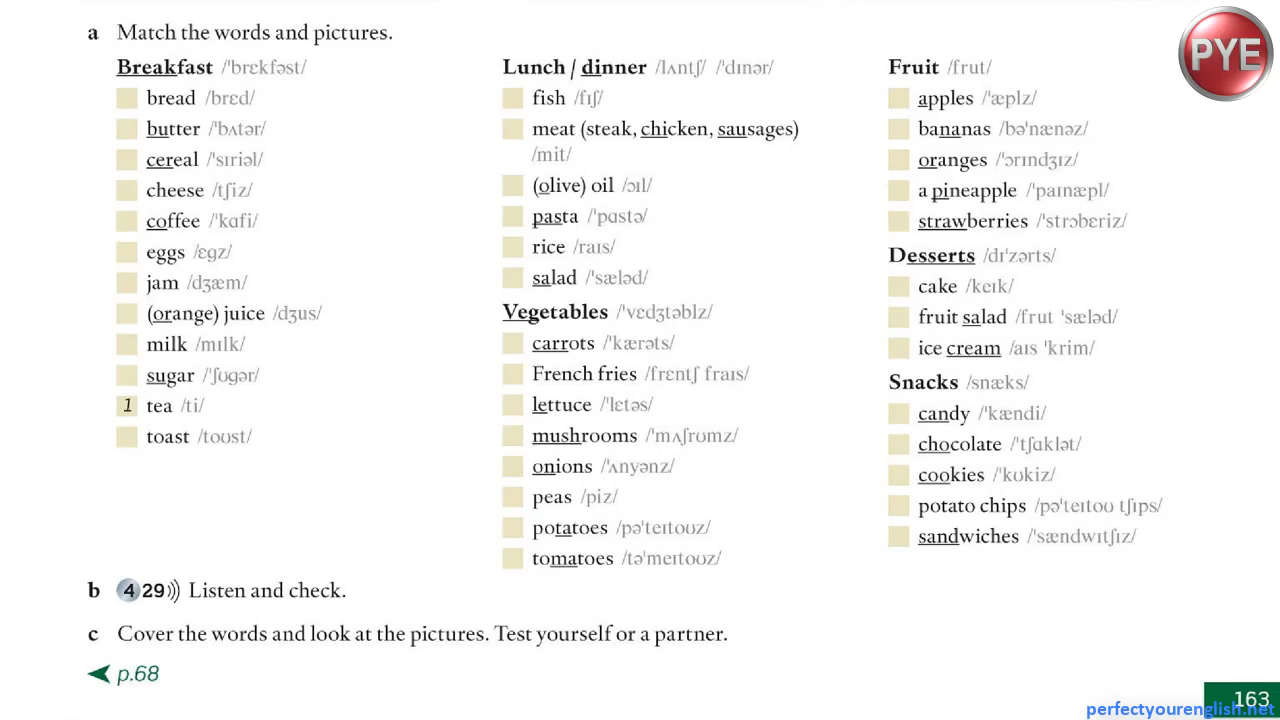 a Match the words and pictures.
Breakfast /ˈbrɛkfəst/
bread /brɛd/
butter /ˈbʌtər/
cereal /ˈsɪriəl/
cheese /tʃiz/
coffee /ˈkɑfi/
eggs /ɛgz/
jam /dʒæm/
(orange) juice /dʒus/
milk /mɪlk/
sugar /ˈʃʊgər/
1 tea /ti/
toast /toʊst/
Lunch / dinner /lʌntʃ/ /ˈdɪnər/
fish /fɪʃ/
meat (steak, chicken, sausages)
/mit/
(olive) oil /ɔɪl/
pasta /ˈpɑstə/
rice /raɪs/
salad /ˈsæləd/
Vegetables /ˈvɛdʒtəblz/
carrots /ˈkærəts/
French fries /frɛntʃ fraɪs/
lettuce /ˈlɛtəs/
mushrooms /ˈmʌʃrʊmz/
onions /ˈʌnyənz/
peas /piz/
potatoes /pəˈteɪtoʊz/
tomatoes /təˈmeɪtoʊz/
Fruit /frut/
apples /ˈæplz/
bananas /bəˈnænəz/
oranges /ˈɔrɪndʒɪz/
a pineapple /ˈpaɪnæpl/
strawberries /ˈstrɔbɛriz/
Desserts /dɪˈzərts/
cake /keɪk/
fruit salad /frut ˈsæləd/
ice cream /aɪs ˈkrim/
Snacks /snæks/
candy /ˈkændi/
chocolate /ˈtʃɑklət/
cookies /ˈkʊkiz/
potato chips /pəˈteɪtoʊ tʃɪps/
sandwiches /ˈsændwɪtʃɪz/
b 4 29 Listen and check.
c Cover the words and look at the pictures. Test yourself or a partner.
p.68
PYE
163
perfectyourenglish.net